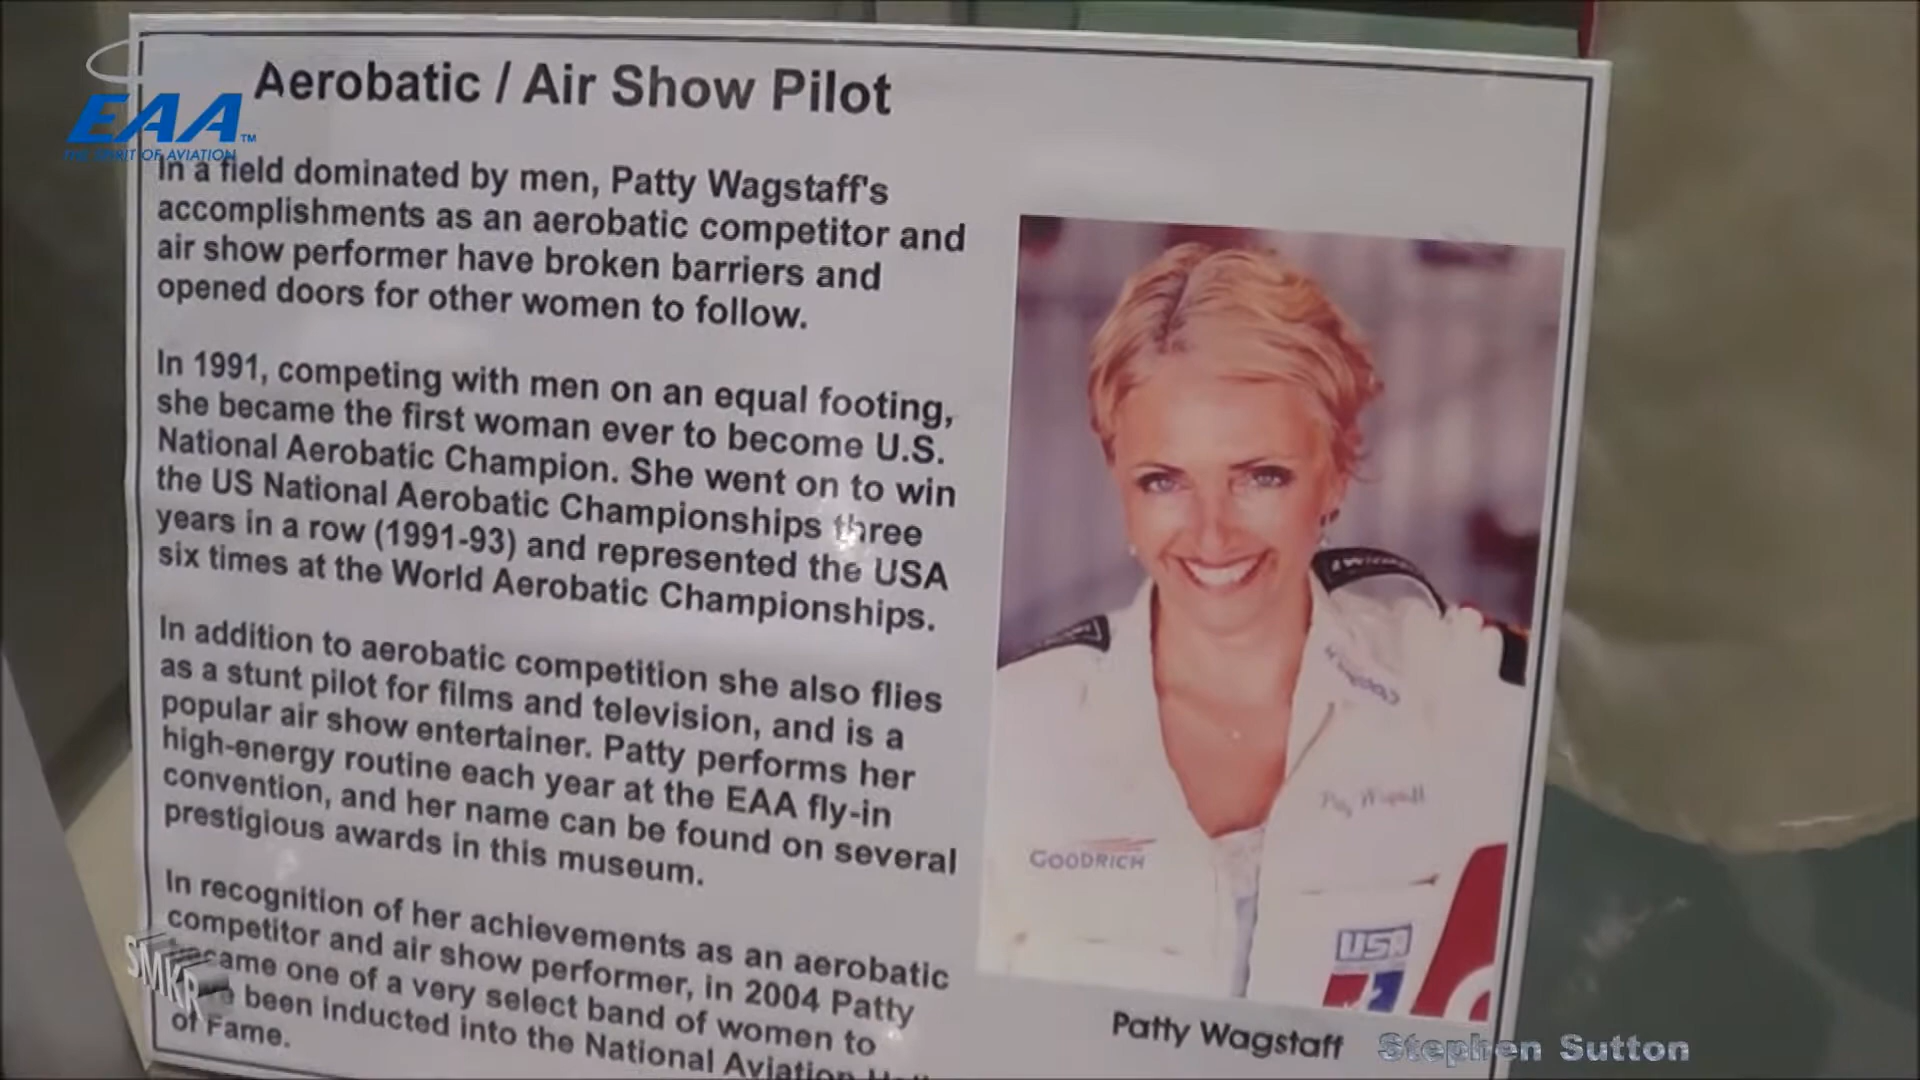 Aerobatic / Air Show Pilot
EAA™
THE SPIRIT OF AVIATION
In a field dominated by men, Patty Wagstaff's
accomplishments as an aerobatic competitor and
air show performer have broken barriers and
opened doors for other women to follow.
In 1991, competing with men on an equal footing,
she became the first woman ever to become U.S.
National Aerobatic Champion. She went on to win
the US National Aerobatic Championships three
years in a row (1991-93) and represented the USA
six times at the World Aerobatic Championships.
In addition to aerobatic competition she also flies
as a stunt pilot for films and television, and is a
popular air show entertainer. Patty performs her
high-energy routine each year at the EAA fly-in
convention, and her name can be found on several
prestigious awards in this museum.
In recognition of her achievements as an aerobatic
competitor and air show performer, in 2004 Patty
became one of a very select band of women to
been inducted into the National Aviation
of Fame.
GOODRICH
USA
Patty Wagstaff
SMKR
Stephen Sutton